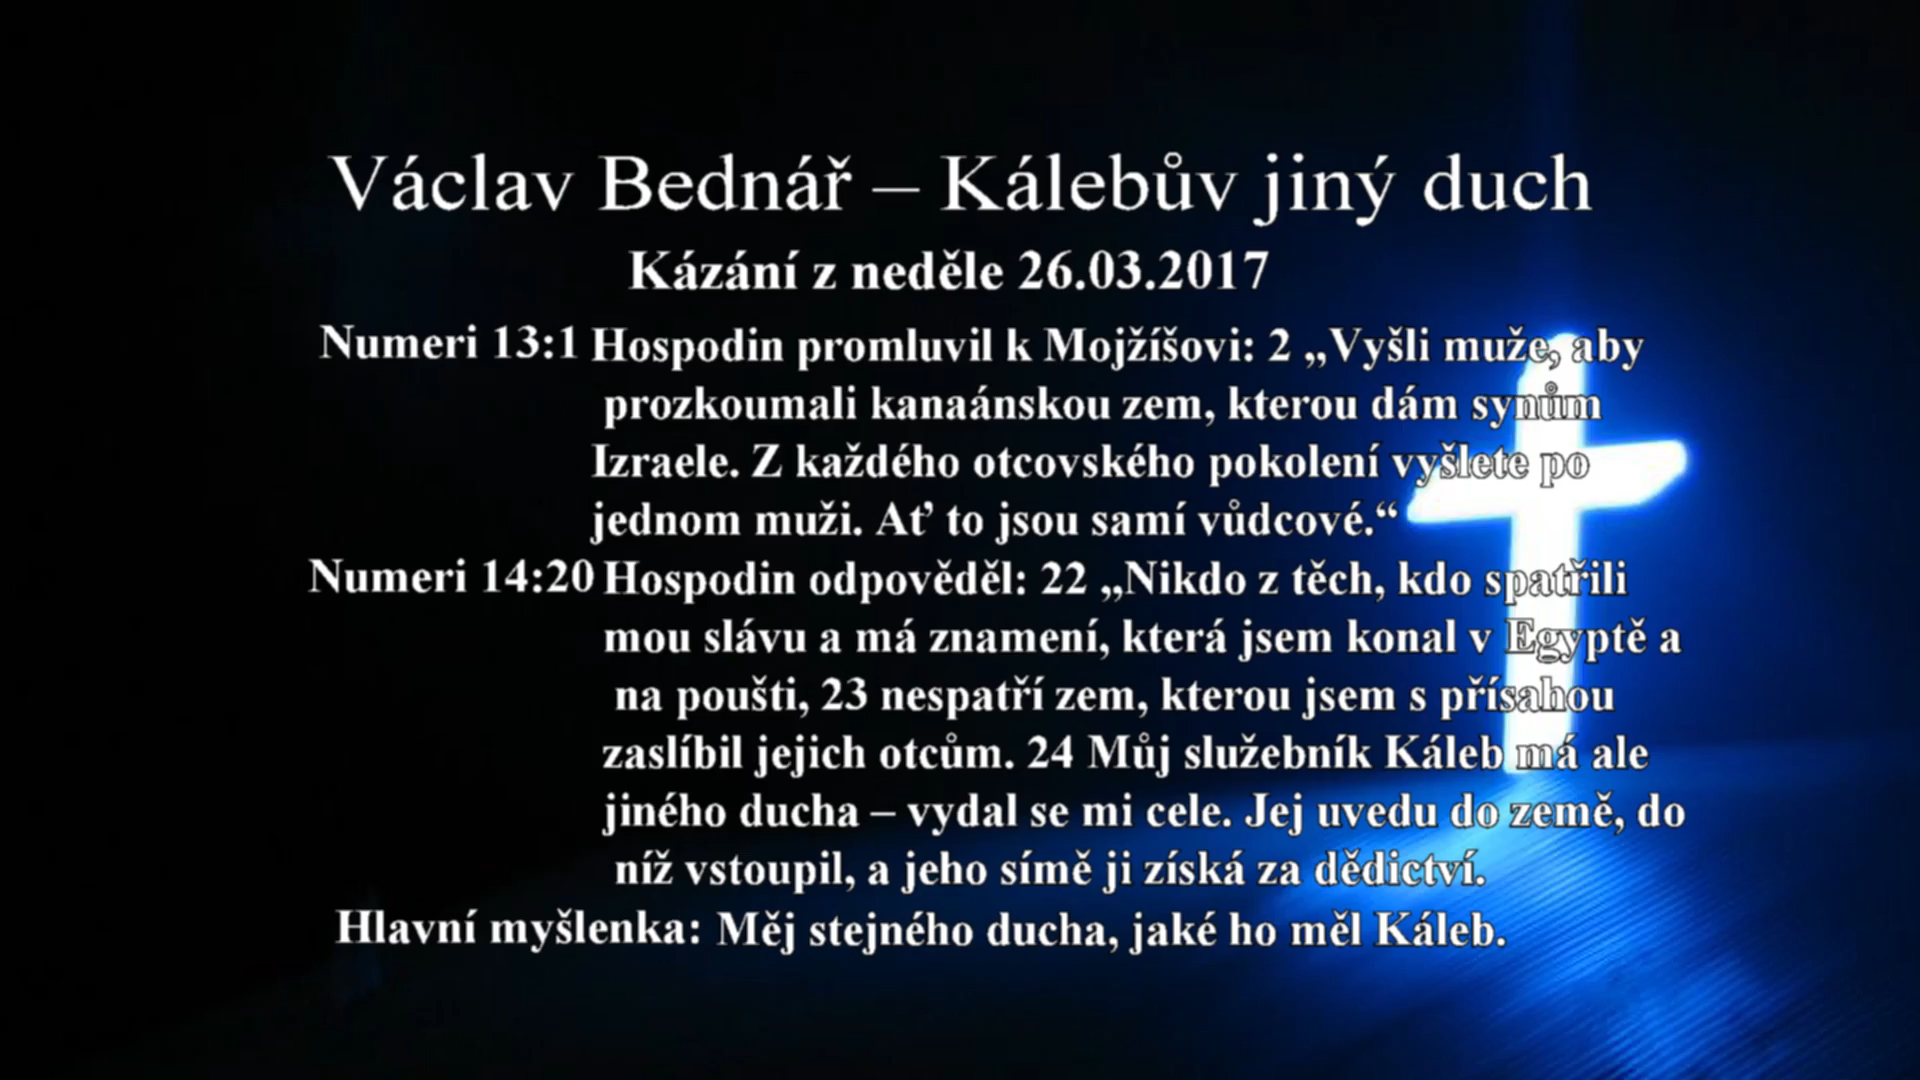 Václav Bednář – Kálebův jiný duch
Kázání z neděle 26.03.2017
Numeri 13:1 Hospodin promluvil k Mojžíšovi: 2 „Vyšli muže, aby
prozkoumali kanaánskou zem, kterou dám synům
Izraele. Z každého otcovského pokolení vyšlete po
jednom muži. Ať to jsou samí vůdcové.“
Numeri 14:20 Hospodin odpověděl: 22 „Nikdo z těch, kdo spatřili
mou slávu a má znamení, která jsem konal v Egyptě a
na poušti, 23 nespatří zem, kterou jsem s přísahou
zaslíbil jejich otcům. 24 Můj služebník Káleb má ale
jiného ducha – vydal se mi cele. Jej uvedu do země, do
níž vstoupil, a jeho símě ji získá za dědictví.
Hlavní myšlenka: Měj stejného ducha, jaké ho měl Káleb.